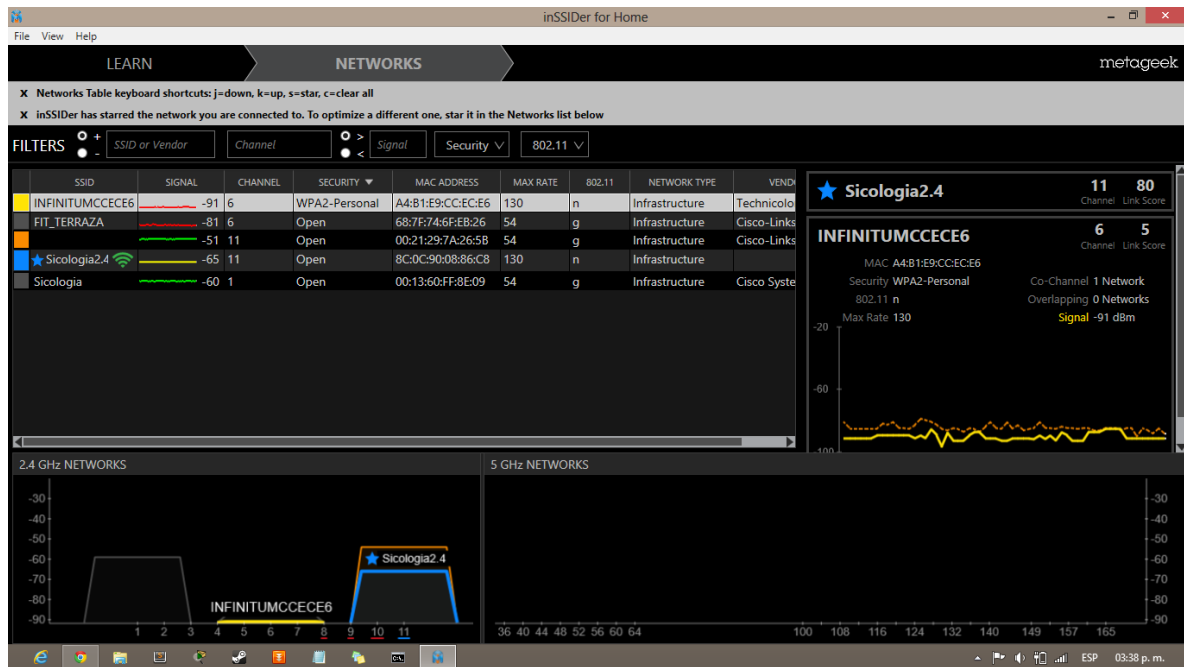 inSSIDer for Home
File View Help
LEARN NETWORKS metageek
x Networks Table keyboard shortcuts: j=down, k=up, s=star, c=clear all
x inSSIDer has starred the network you are connected to. To optimize a different one, star it in the Networks list below
FILTERS + - SSID or Vendor Channel > < Signal Security 802.11
SSID SIGNAL CHANNEL SECURITY MAC ADDRESS MAX RATE 802.11 NETWORK TYPE VEND
INFINITUMCCECE6 -91 6 WPA2-Personal A4:B1:E9:CC:EC:E6 130 n Infrastructure Technicolo
FIT_TERRAZA -81 6 Open 68:7F:74:6F:EB:26 54 g Infrastructure Cisco-Links
-51 11 Open 00:21:29:7A:26:5B 54 g Infrastructure Cisco-Links
Sicologia2.4 -65 11 Open 8C:0C:90:08:86:C8 130 n Infrastructure
Sicologia -60 1 Open 00:13:60:FF:8E:09 54 g Infrastructure Cisco Syste
Sicologia2.4 11 80
Channel Link Score
INFINITUMCCECE6 6 5
Channel Link Score
MAC A4:B1:E9:CC:EC:E6
Security WPA2-Personal Co-Channel 1 Network
802.11 n Overlapping 0 Networks
Max Rate 130 Signal -91 dBm
-20
-60
-100
2.4 GHz NETWORKS
-30
-40
-50
-60
-70
-80
-90
Sicologia2.4
INFINITUMCCECE6
1 2 3 4 5 6 7 8 9 10 11
5 GHz NETWORKS
-30
-40
-50
-60
-70
-80
-90
36 40 44 48 52 56 60 64 100 108 116 124 132 140 149 157 165
ESP 03:38 p. m.